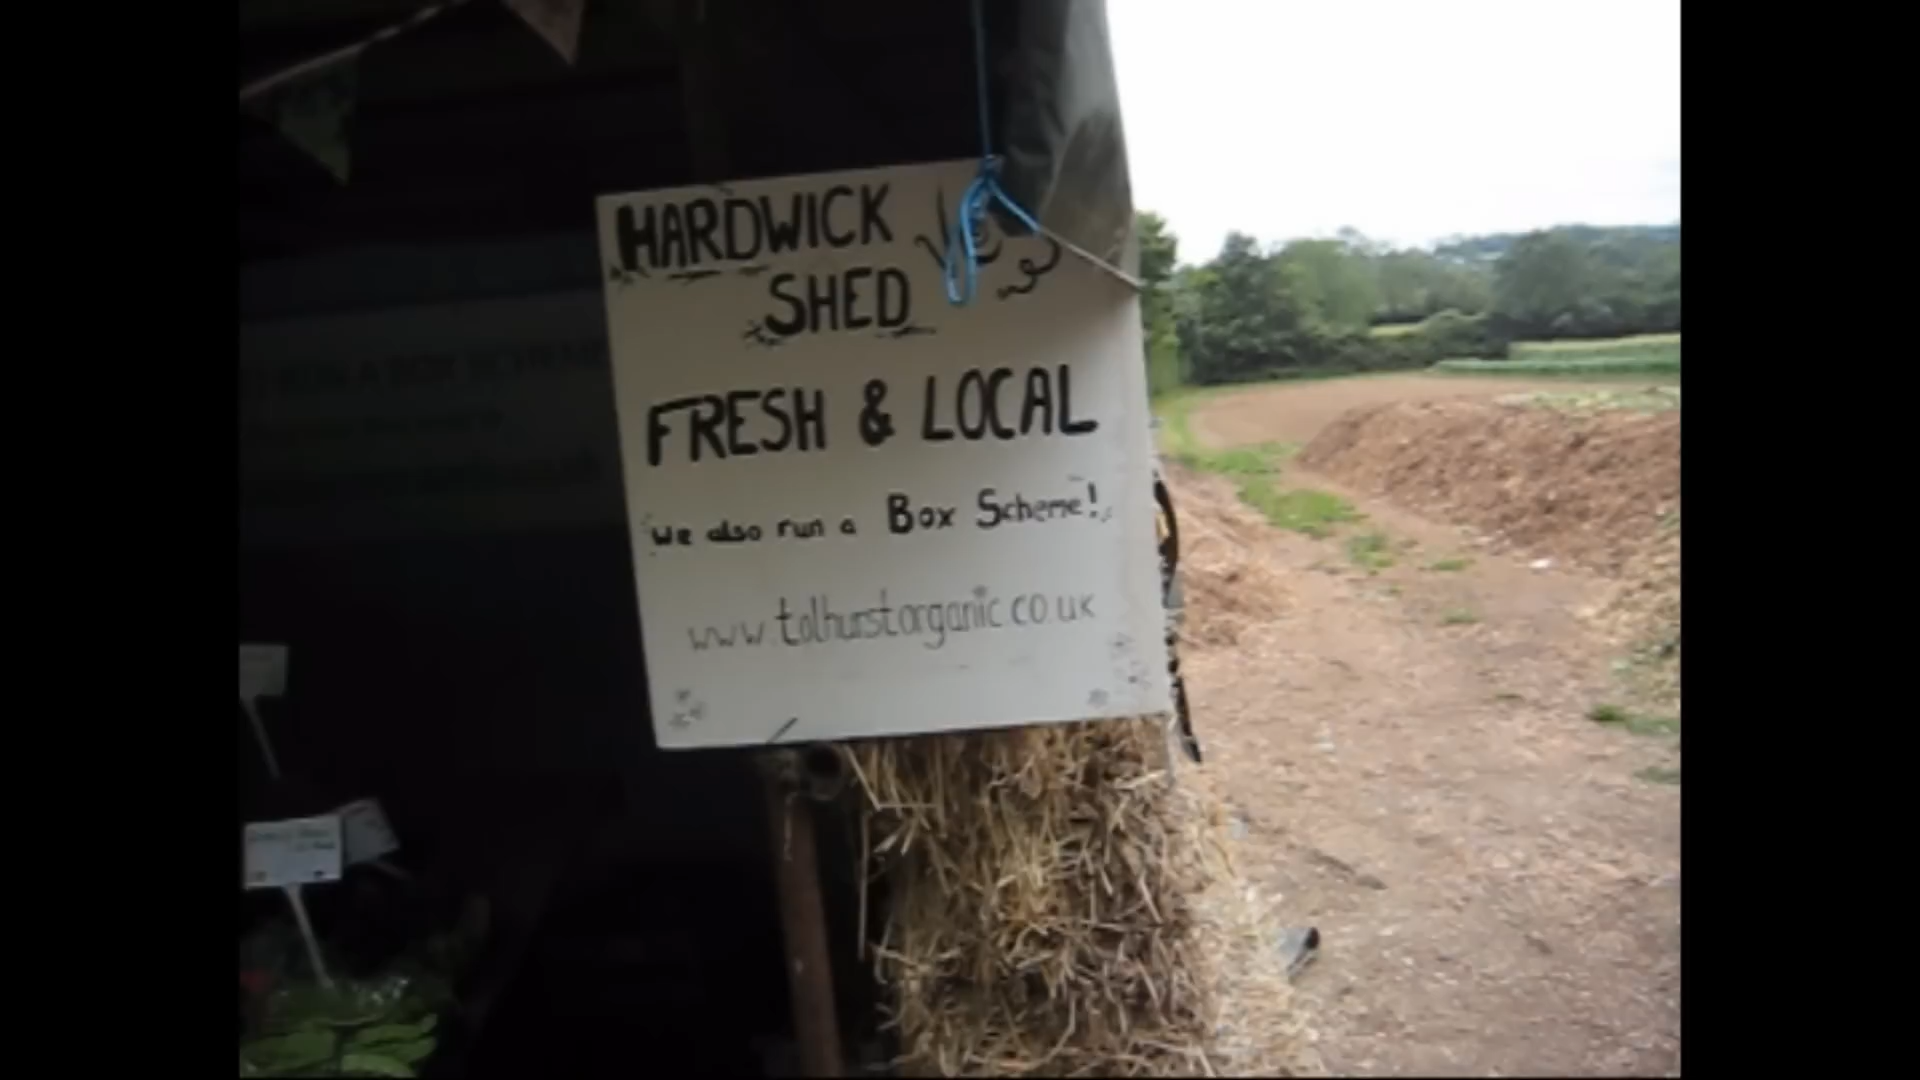 HARDWICK
SHED
FRESH & LOCAL
we also run a Box Scheme!
www.tolhurstorganic.co.uk